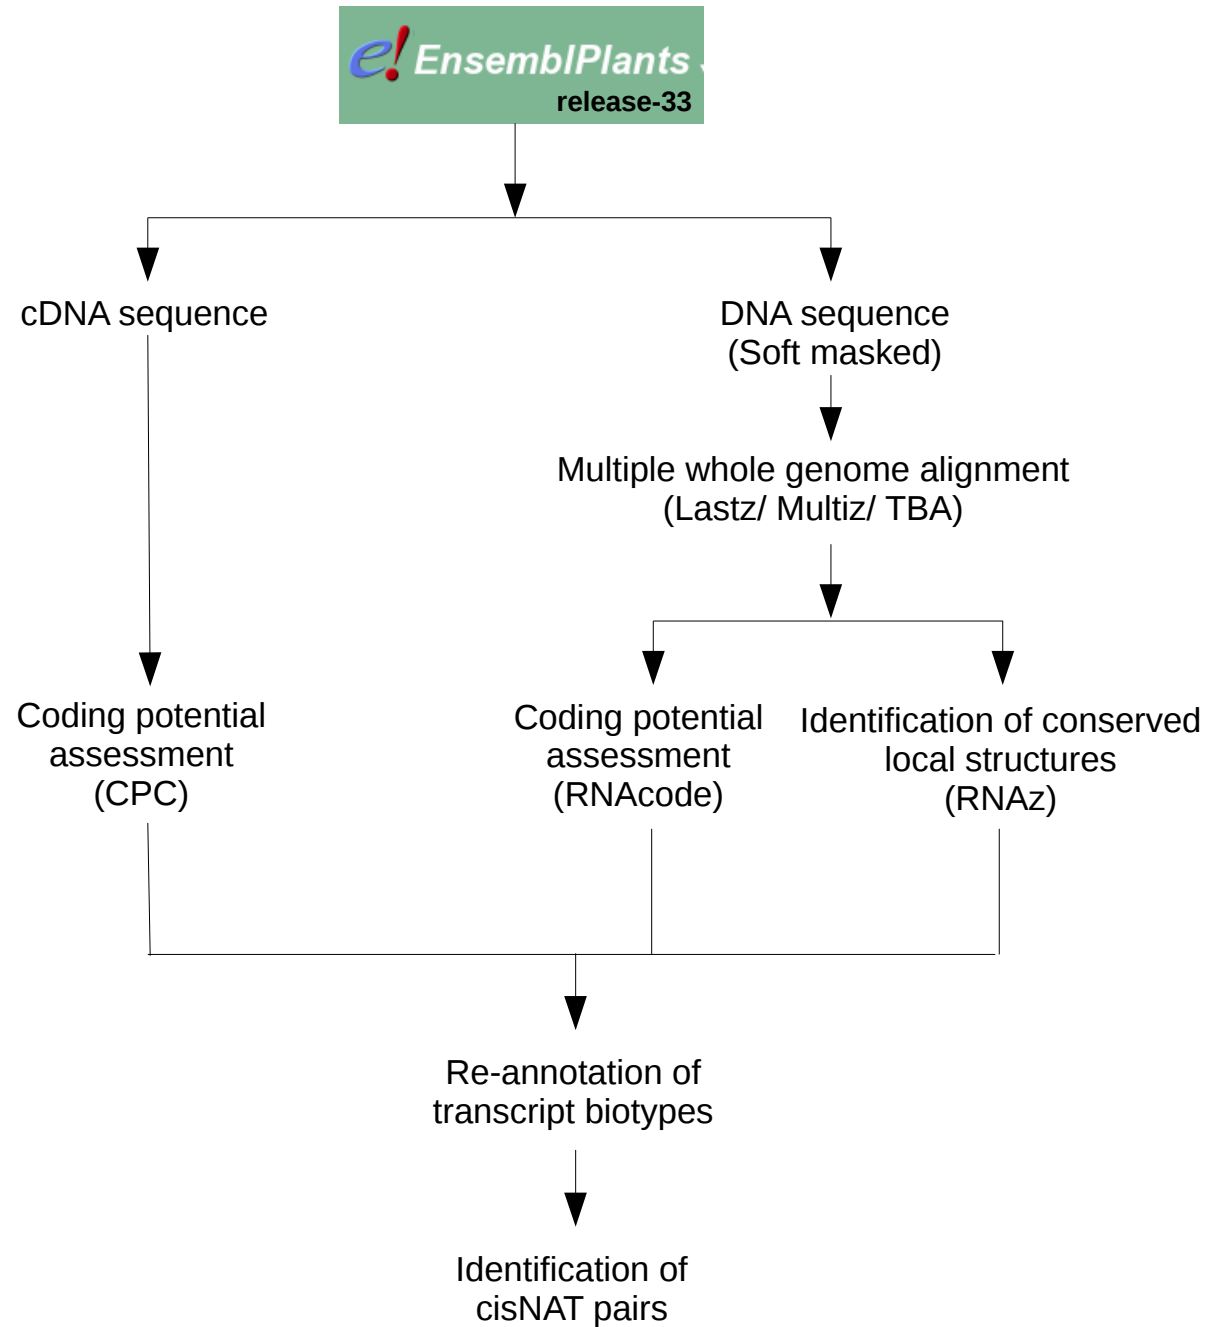 e! EnsemblPlants
release-33
cDNA sequence
DNA sequence
(Soft masked)
Multiple whole genome alignment
(Lastz/ Multiz/ TBA)
Coding potential
assessment
(CPC)
Coding potential
assessment
(RNAcode)
Identification of conserved
local structures
(RNAz)
Re-annotation of
transcript biotypes
Identification of
cisNAT pairs